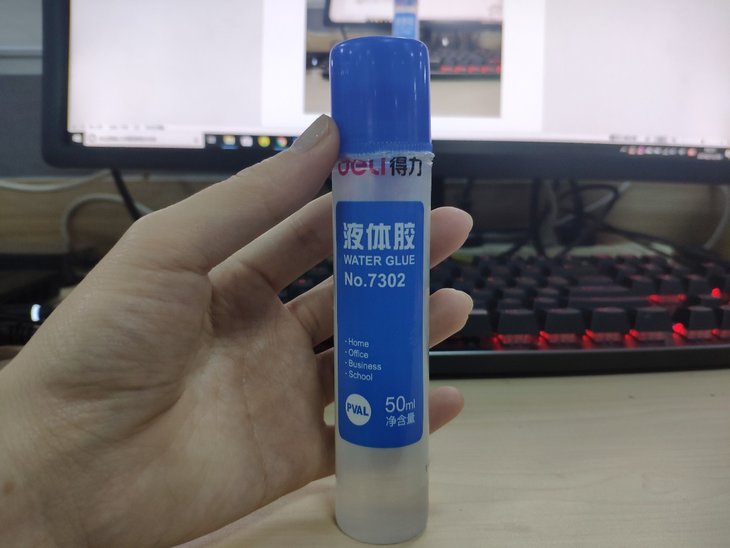 deli得力
液体胶
WATER GLUE
No.7302
· Home
· Office
· Business
· School
PVAL
50ml
净含量